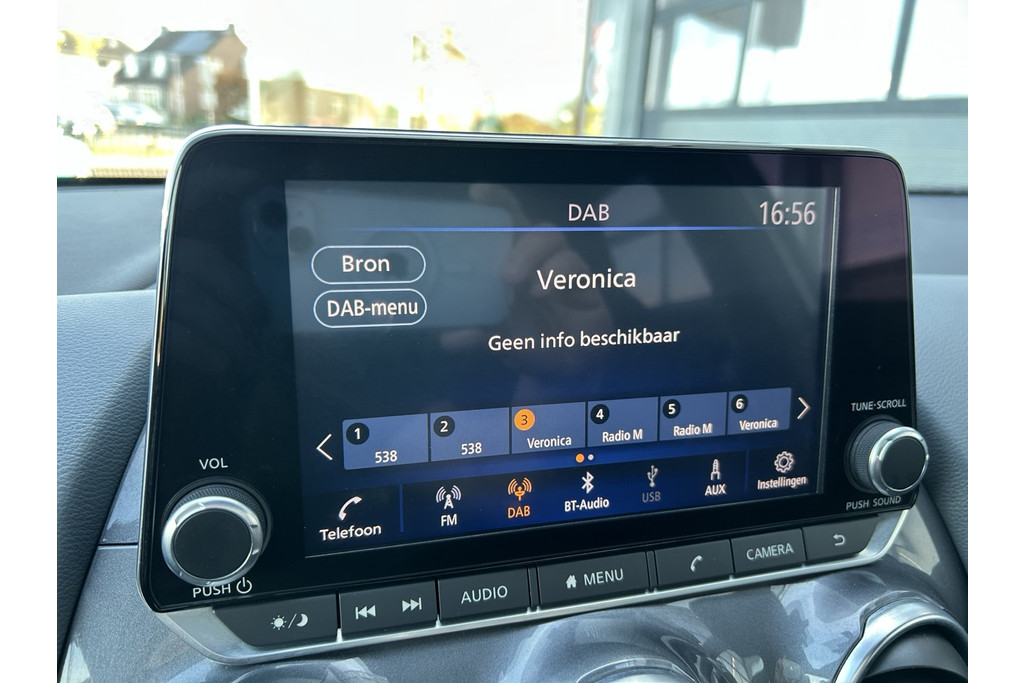 DAB
16:56
Bron
Veronica
DAB-menu
Geen info beschikbaar
1 538
2 538
3 Veronica
4 Radio M
5 Radio M
6 Veronica
Telefoon
FM
DAB
BT-Audio
USB
AUX
Instellingen
VOL
PUSH
TUNE·SCROLL
PUSH SOUND
AUDIO
MENU
CAMERA